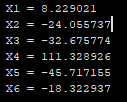 X1 = 8.229021
X2 = -24.055737
X3 = -32.675774
X4 = 111.328926
X5 = -45.717155
X6 = -18.322937